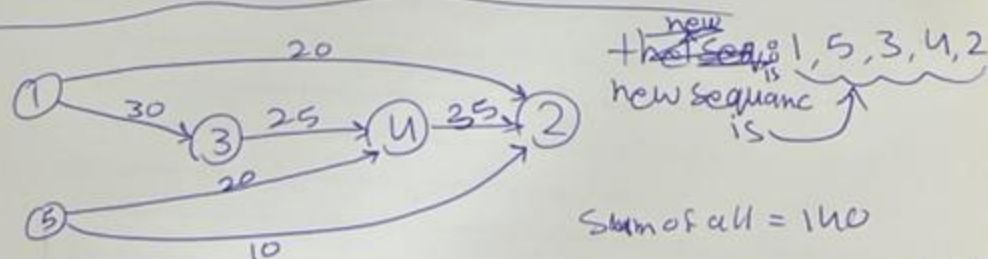 20
new
the new seq: 1, 5, 3, 4, 2
is
new sequanc
is
1
30
3
25
4
35
2
20
5
10
Sum of all = 140